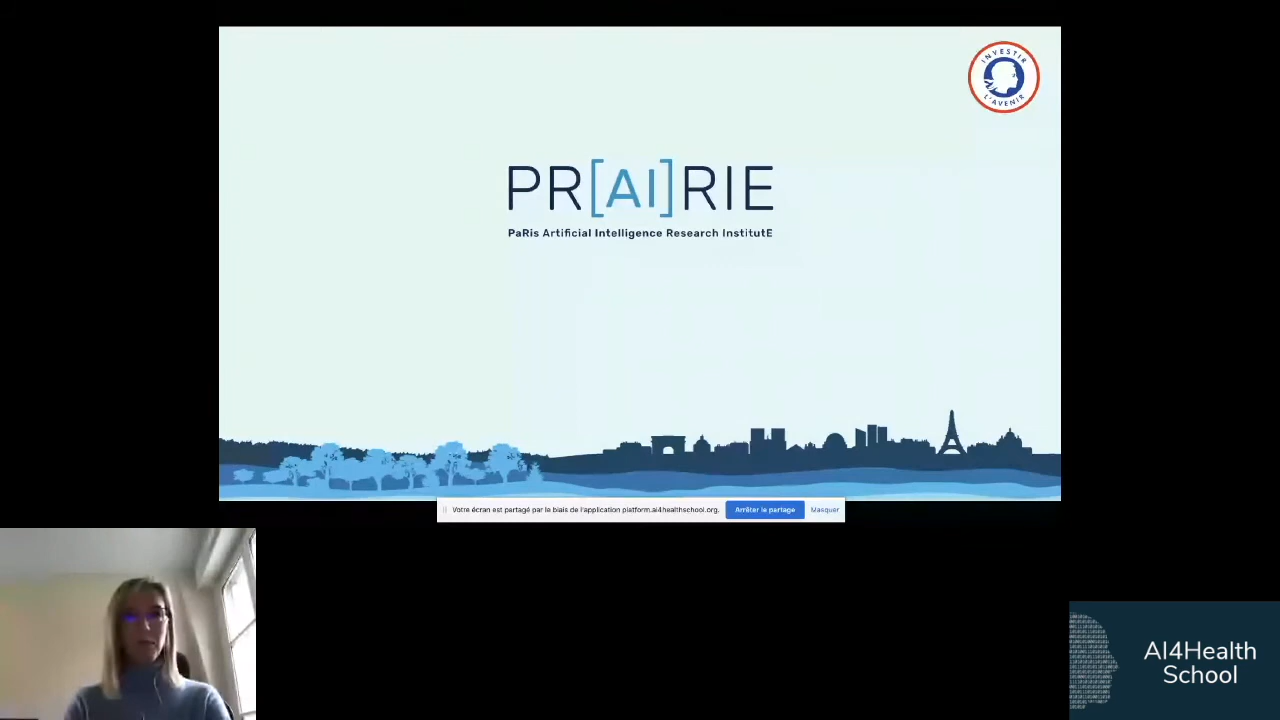 INVESTIR
L'AVENIR
PR[AI]RIE
PaRis Artificial Intelligence Research InstitutE
Votre écran est partagé par le biais de l'application platform.ai4healthschool.org.
Arrêter le partage
Masquer
AI4Health
School